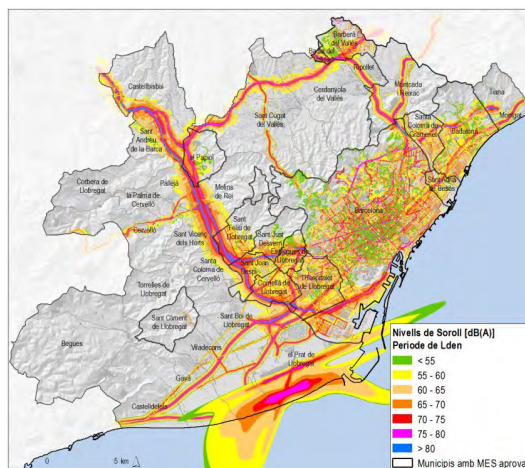 Barberà
del Vallès
Ripollet
Castellbisbal
Cerdanyola
del Vallès
Montcada
i Reixac
Tiana
Montgat
Sant Cugat
del Vallès
Santa
Coloma de
Gramenet
Badalona
Sant
Andreu
de la Barca
el Papiol
Sant Adrià
de Besòs
Corbera de
Llobregat
Pallejà
la Palma de
Cervelló
Molins
de Rei
Barcelona
Cervelló
Sant Vicenç
dels Horts
Sant
Feliu de
Llobregat
Sant Just
Desvern
Esplugues de
Llobregat
Santa
Coloma de
Cervelló
Sant Joan
Despí
Cornellà de
Llobregat
l'Hospitalet
de Llobregat
Torrelles de
Llobregat
Sant Climent
de Llobregat
Sant Boi de
Llobregat
Begues
Viladecans
el Prat de
Llobregat
Gavà
Castelldefels
0 5 km
Nivells de Soroll [dB(A)]
Periode de Lden
< 55
55 - 60
60 - 65
65 - 70
70 - 75
75 - 80
> 80
Municipis amb MES aprova